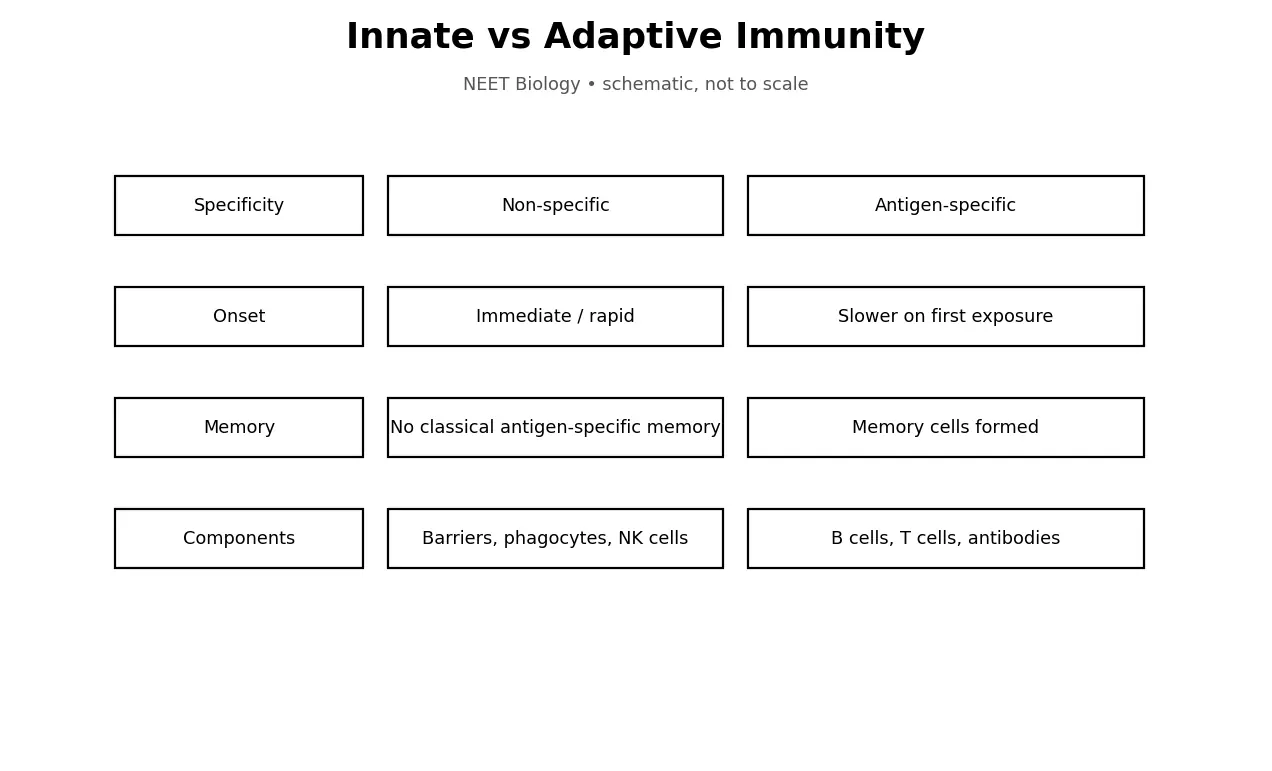 Innate vs Adaptive Immunity
NEET Biology • schematic, not to scale
Specificity
Non-specific
Antigen-specific
Onset
Immediate / rapid
Slower on first exposure
Memory
No classical antigen-specific memory
Memory cells formed
Components
Barriers, phagocytes, NK cells
B cells, T cells, antibodies